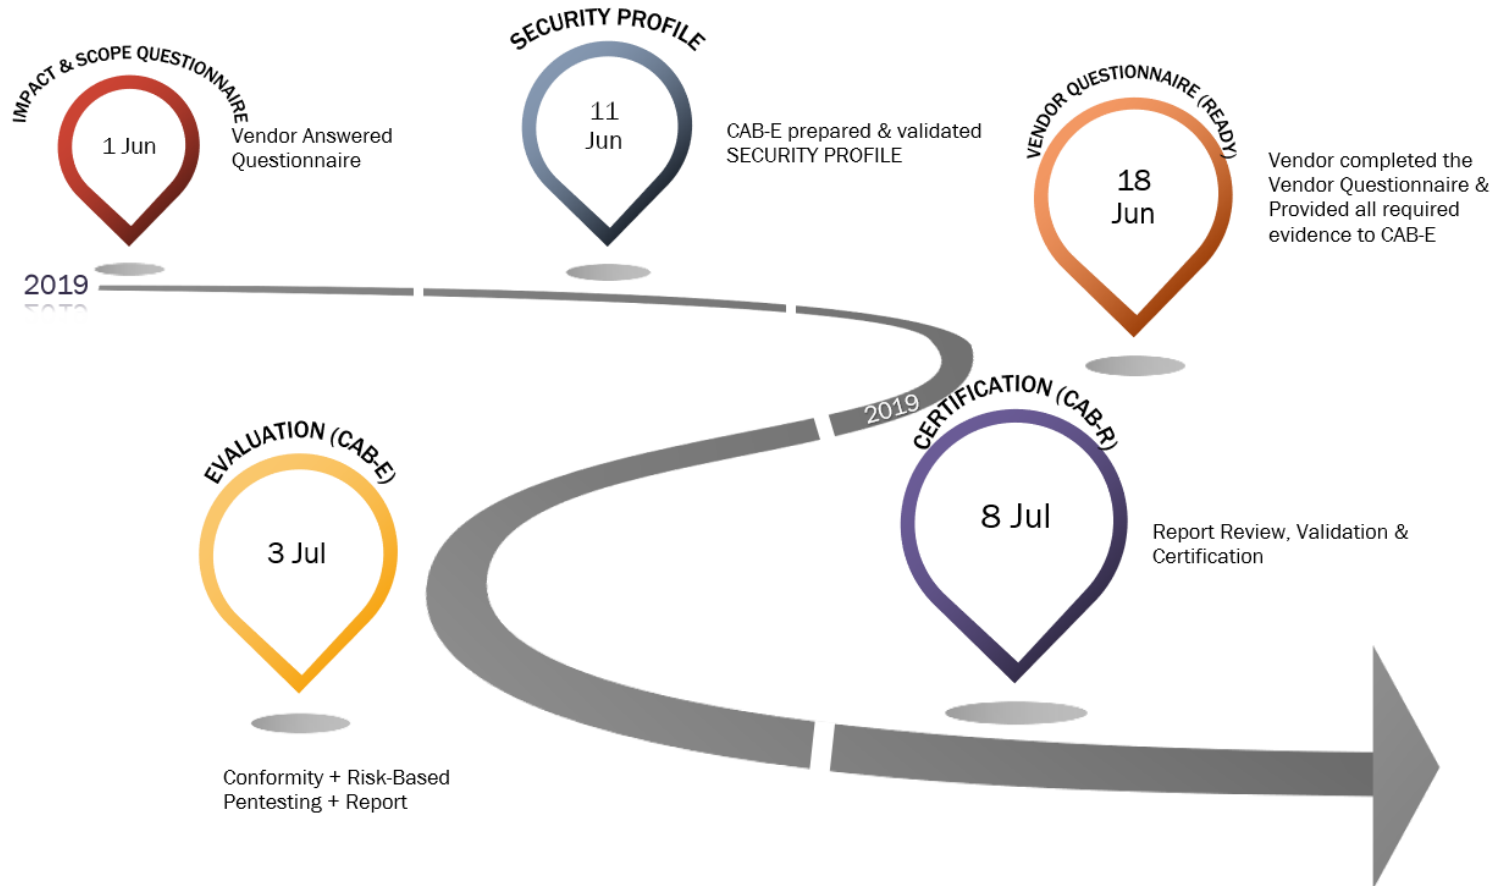 IMPACT & SCOPE QUESTIONNAIRE
1 Jun
Vendor Answered
Questionnaire
SECURITY PROFILE
11
Jun
CAB-E prepared & validated
SECURITY PROFILE
VENDOR QUESTIONNAIRE (READY)
18
Jun
Vendor completed the
Vendor Questionnaire &
Provided all required
evidence to CAB-E
2019
2019
EVALUATION (CAB-E)
3 Jul
Conformity + Risk-Based
Pentesting + Report
CERTIFICATION (CAB-R)
8 Jul
Report Review, Validation &
Certification